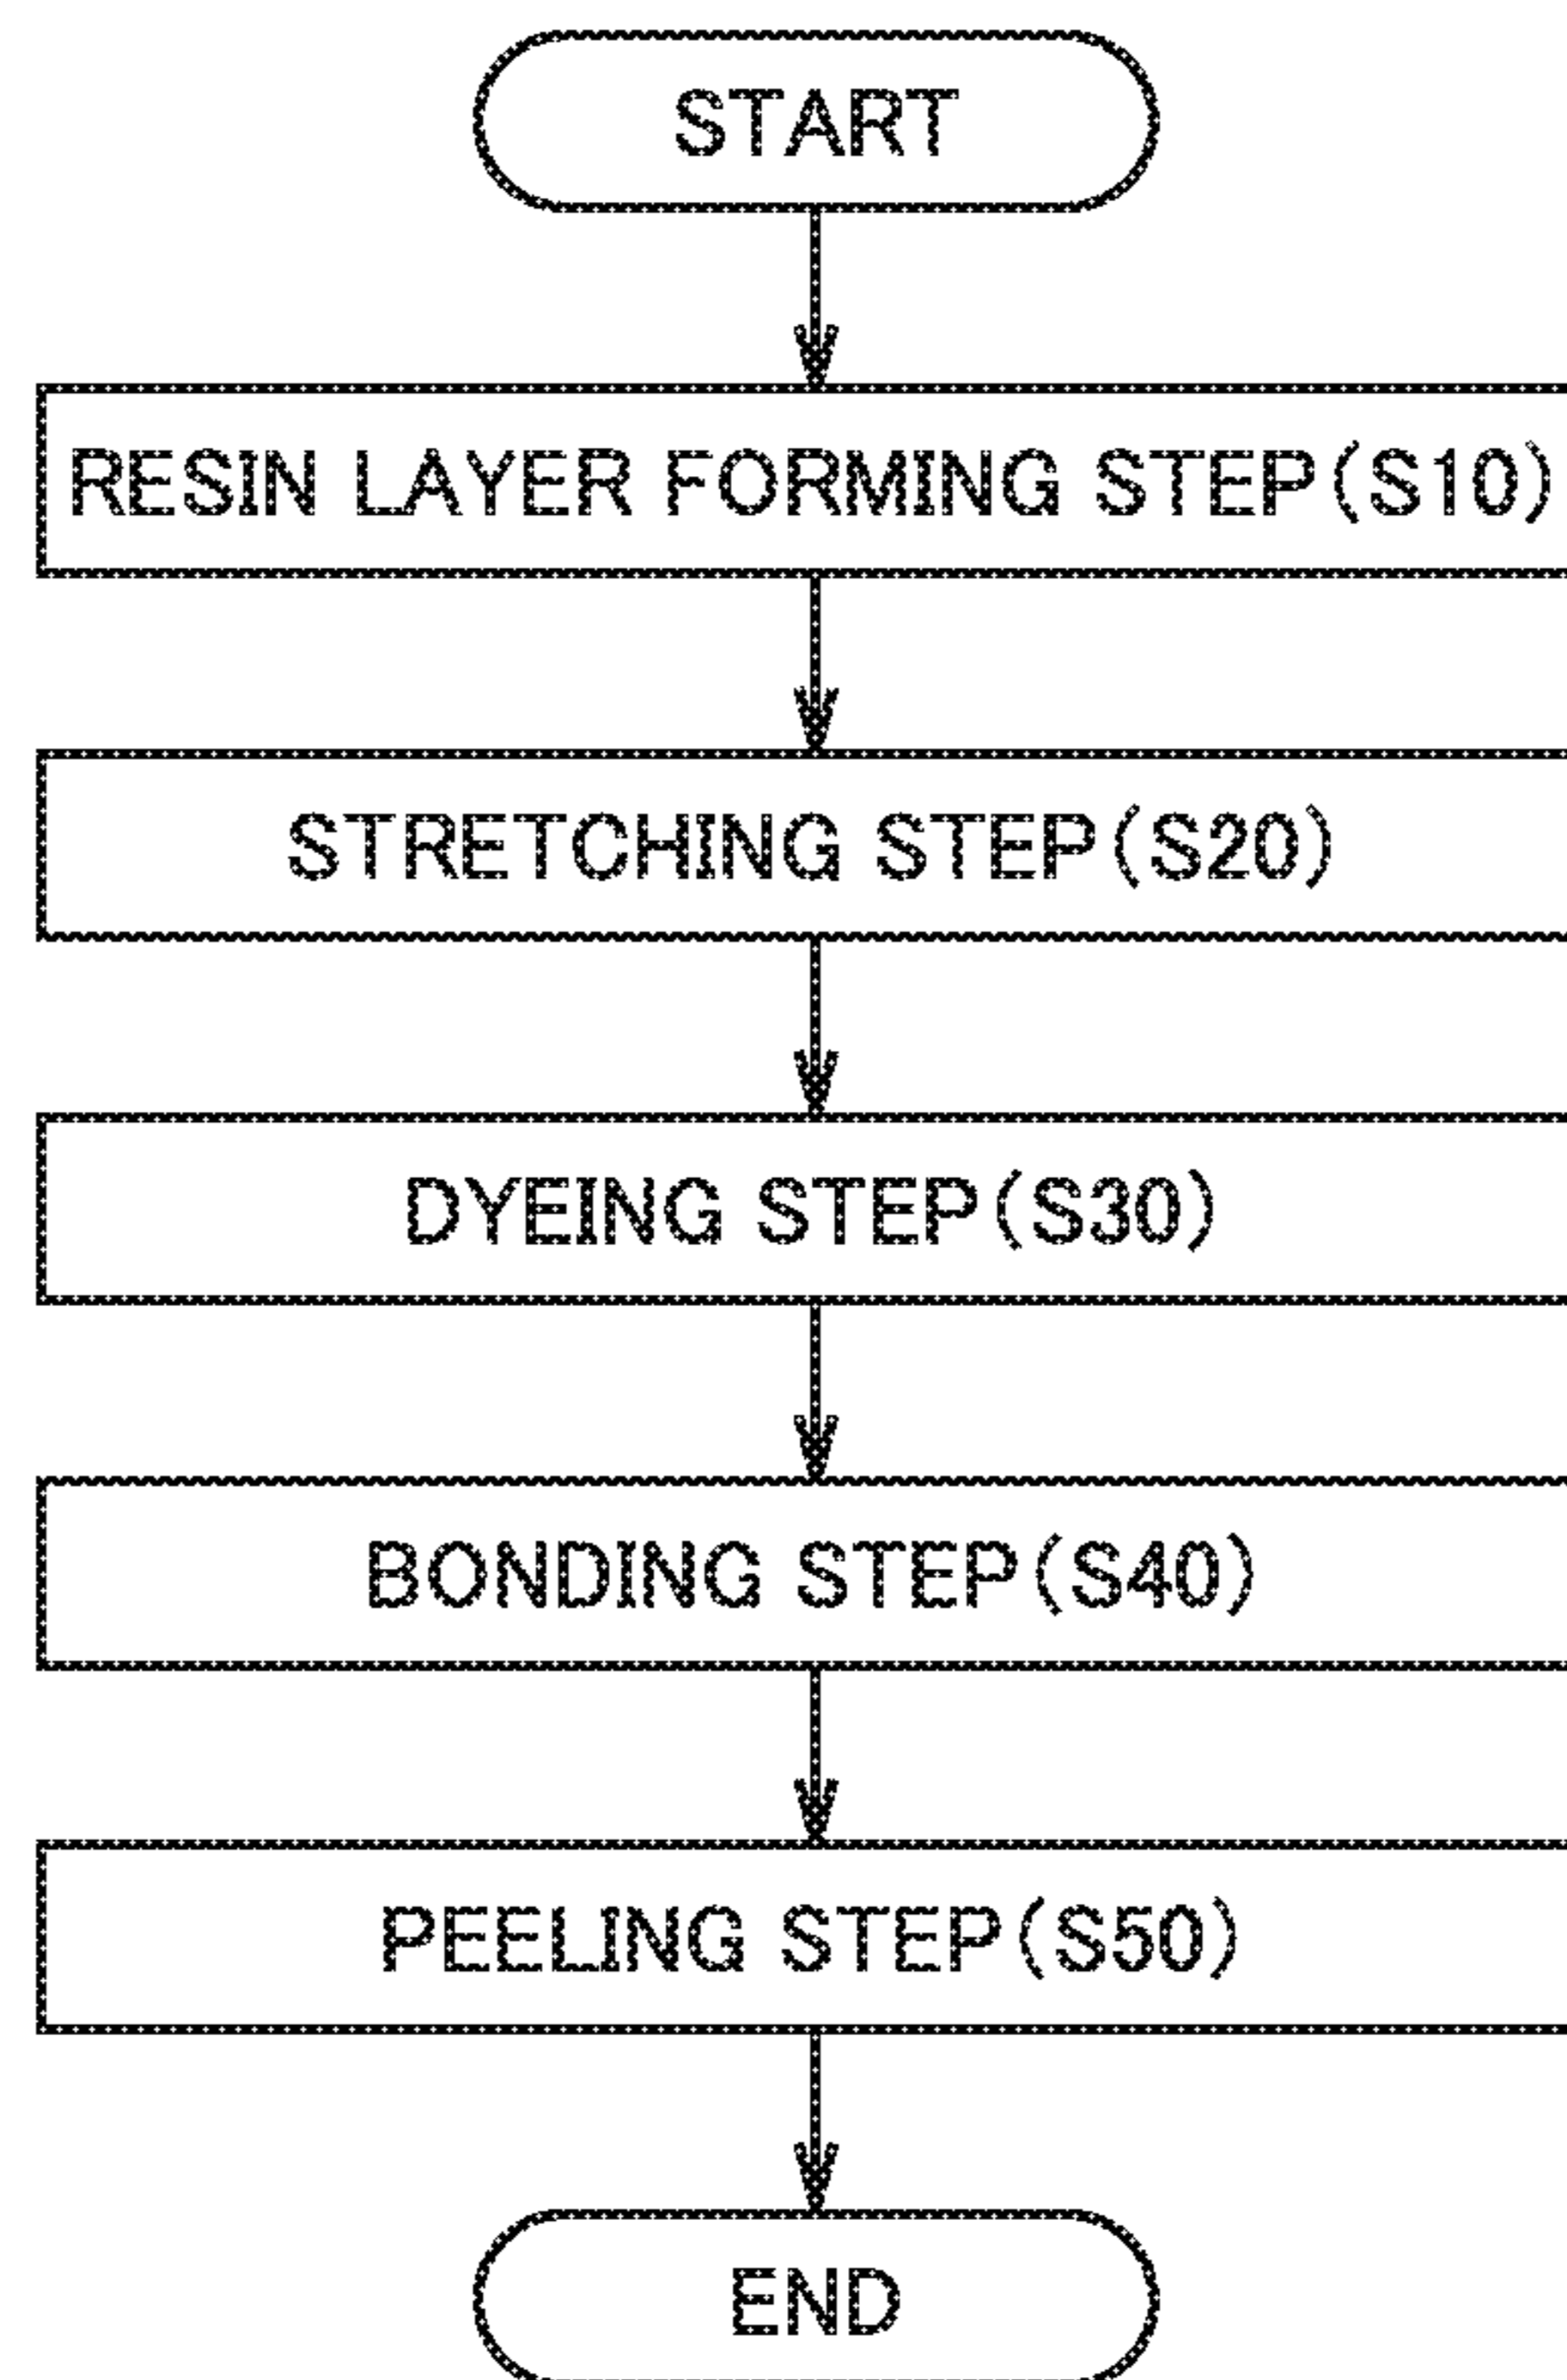 START
RESIN LAYER FORMING STEP(S10)
STRETCHING STEP(S20)
DYEING STEP(S30)
BONDING STEP(S40)
PEELING STEP(S50)
END